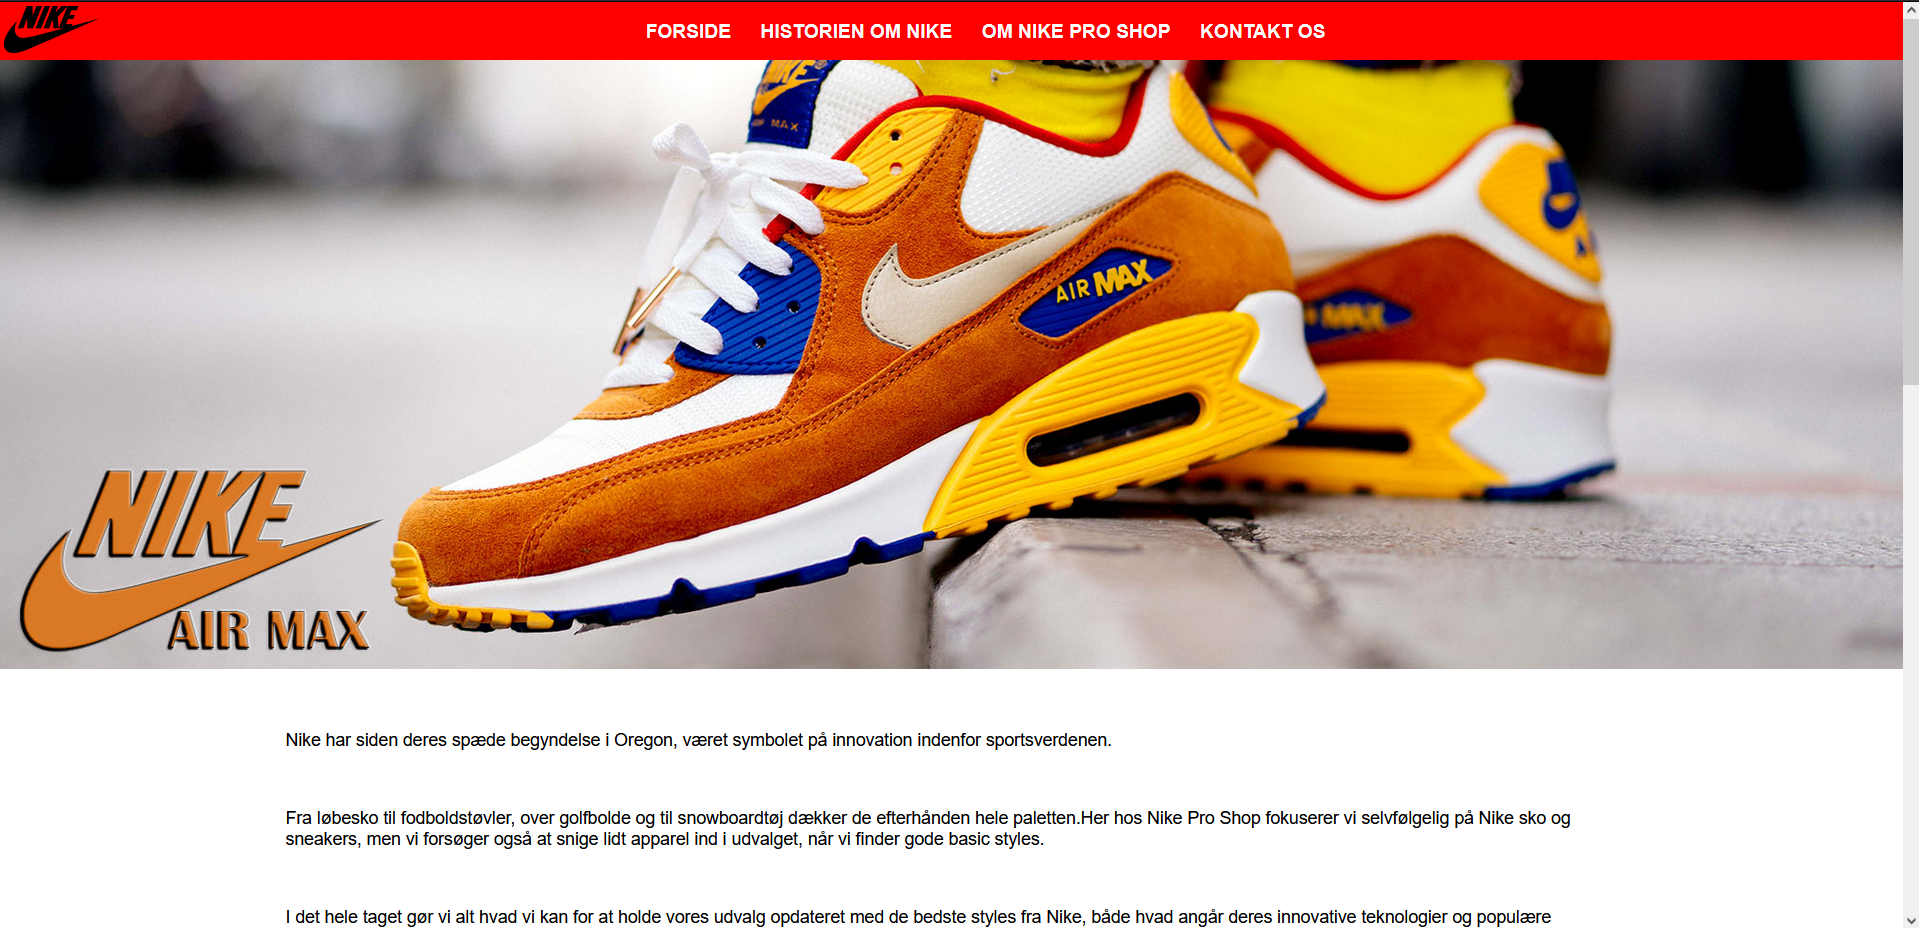 NIKE
FORSIDE HISTORIEN OM NIKE OM NIKE PRO SHOP KONTAKT OS
NIKE
AIR MAX
AIR MAX
MAX
NIKE
AIR MAX
Nike har siden deres spæde begyndelse i Oregon, været symbolet på innovation indenfor sportsverdenen.
Fra løbesko til fodboldstøvler, over golfbolde og til snowboardtøj dækker de efterhånden hele paletten.Her hos Nike Pro Shop fokuserer vi selvfølgelig på Nike sko og
sneakers, men vi forsøger også at snige lidt apparel ind i udvalget, når vi finder gode basic styles.
I det hele taget gør vi alt hvad vi kan for at holde vores udvalg opdateret med de bedste styles fra Nike, både hvad angår deres innovative teknologier og populære